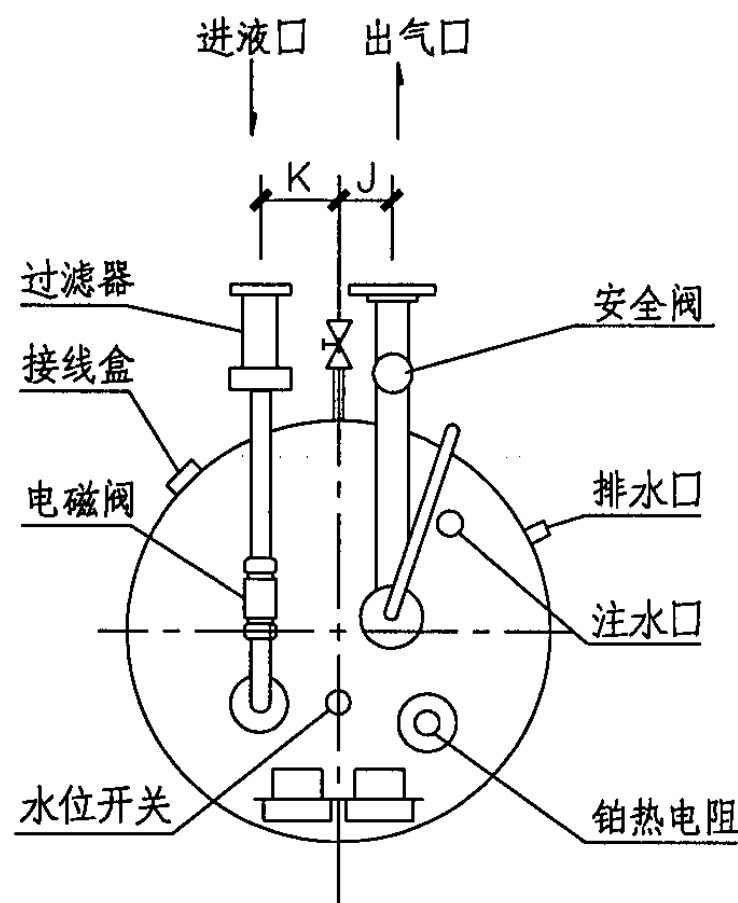 进液口 出气口
K J
过滤器
安全阀
接线盒
电磁阀
排水口
注水口
水位开关
铂热电阻